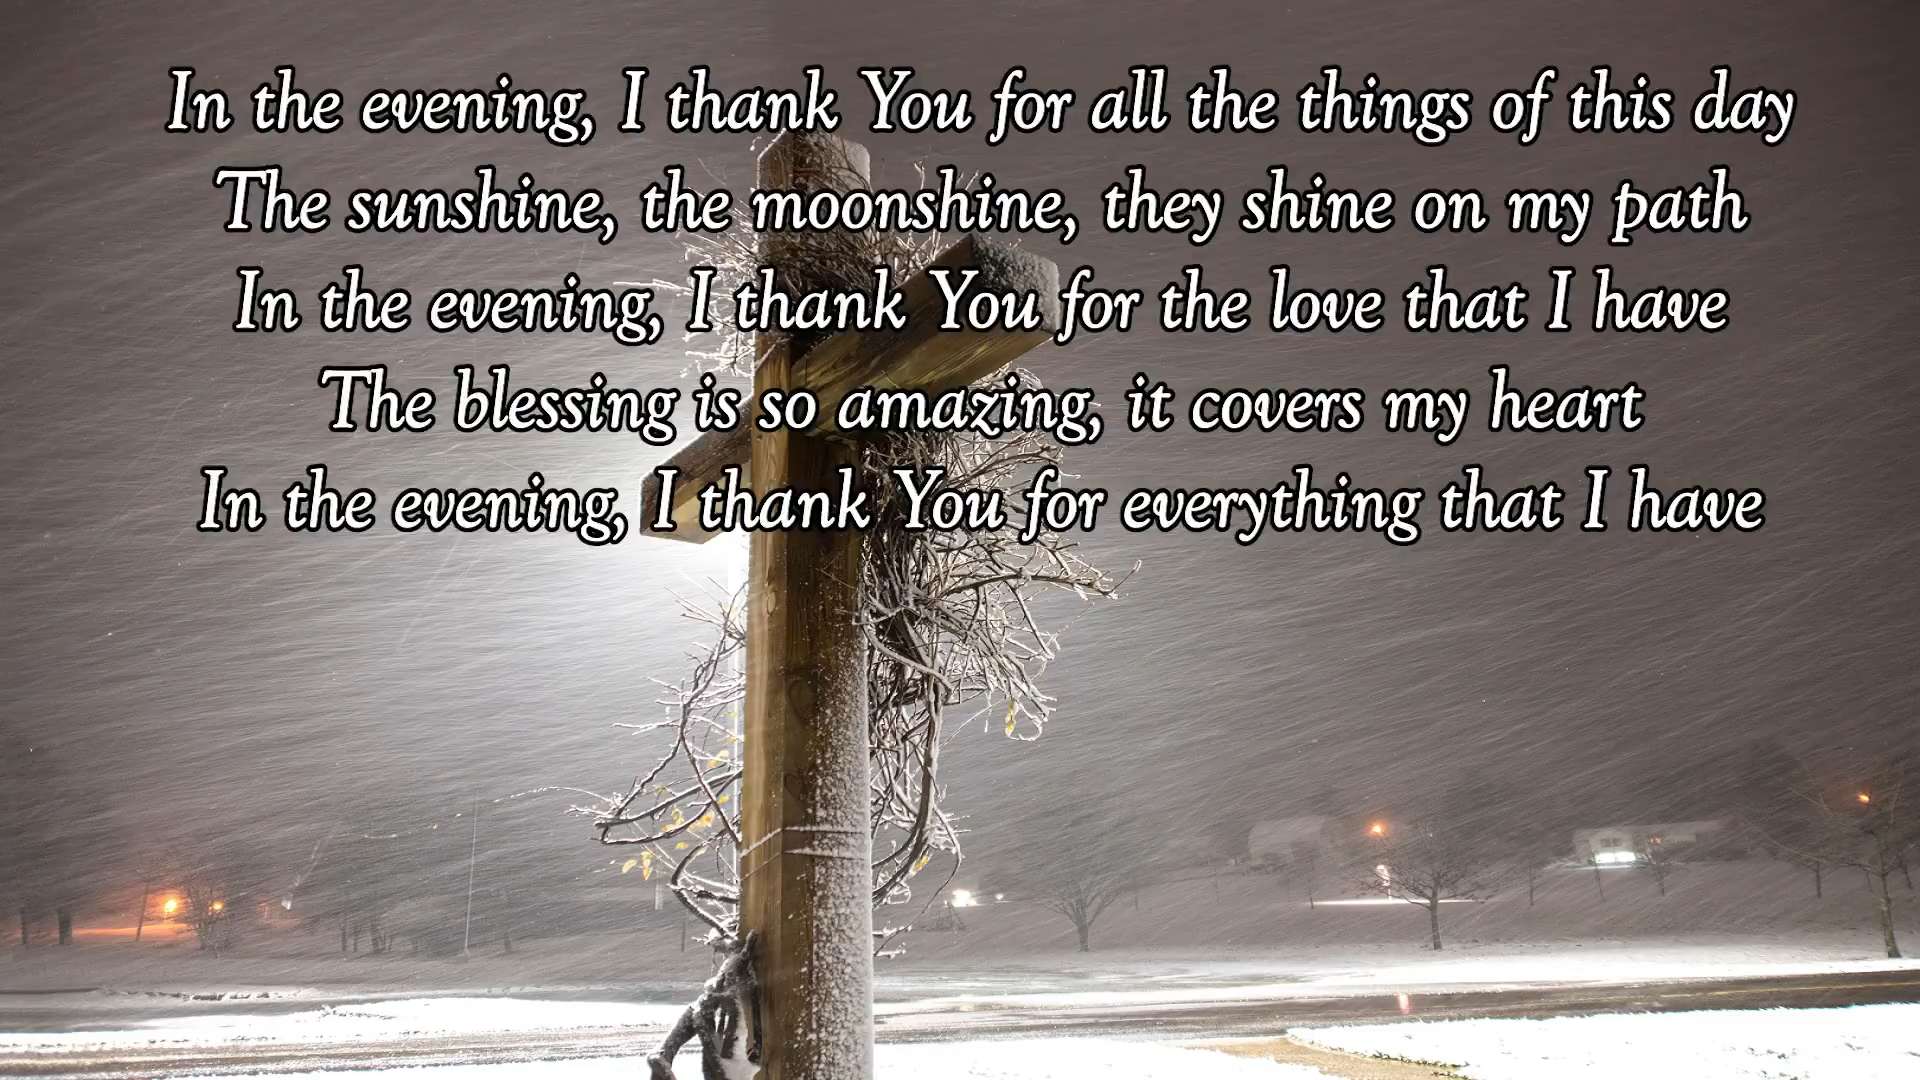 In the evening, I thank You for all the things of this day
The sunshine, the moonshine, they shine on my path
In the evening, I thank You for the love that I have
The blessing is so amazing, it covers my heart
In the evening, I thank You for everything that I have